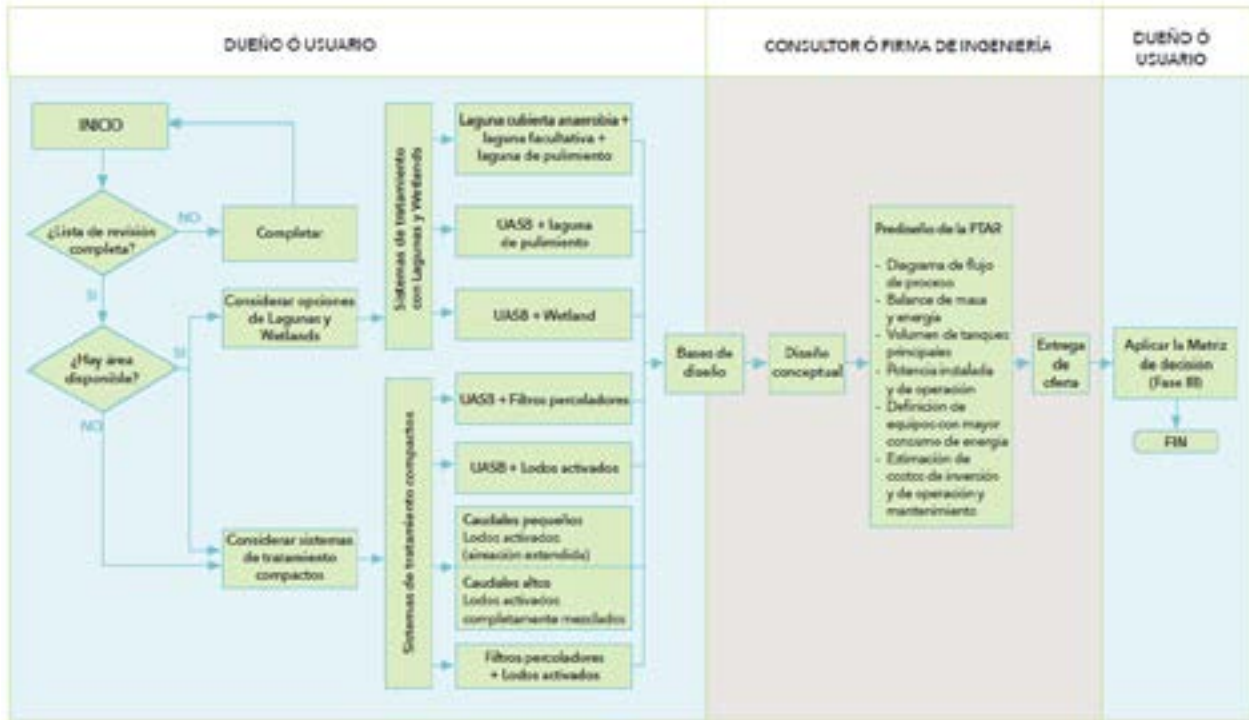 DUEÑO Ó USUARIO
CONSULTOR Ó FIRMA DE INGENIERÍA
DUEÑO Ó
USUARIO
INICIO
¿Lista de revisión
completa?
NO
Completar
SI
¿Hay área
disponible?
SI
NO
Considerar opciones
de Lagunas y
Wetlands
Considerar sistemas
de tratamiento
compactos
Sistemas de tratamiento
con Lagunas y Wetlands
Laguna cubierta anaerobia +
laguna facultativa +
laguna de pulimiento
UASB + laguna
de pulimiento
UASB + Wetland
Sistemas de tratamiento compactos
UASB + Filtros percoladores
UASB + Lodos activados
Caudales pequeños
Lodos activados
(aireación extendida)
Caudales altos
Lodos activados
completamente mezclados
Filtros percoladores
+ Lodos activados
Bases de
diseño
Diseño
conceptual
Prediseño de la PTAR
- Diagrama de flujo
de proceso
- Balance de masa
y energía
- Volumen de tanques
principales
- Potencia instalada
y de operación
- Definición de
equipos con mayor
consumo de energía
- Estimación de
costos de inversión
y de operación y
mantenimiento
Entrega
de
oferta
Aplicar la Matriz
de decisión
(Fase III)
FIN